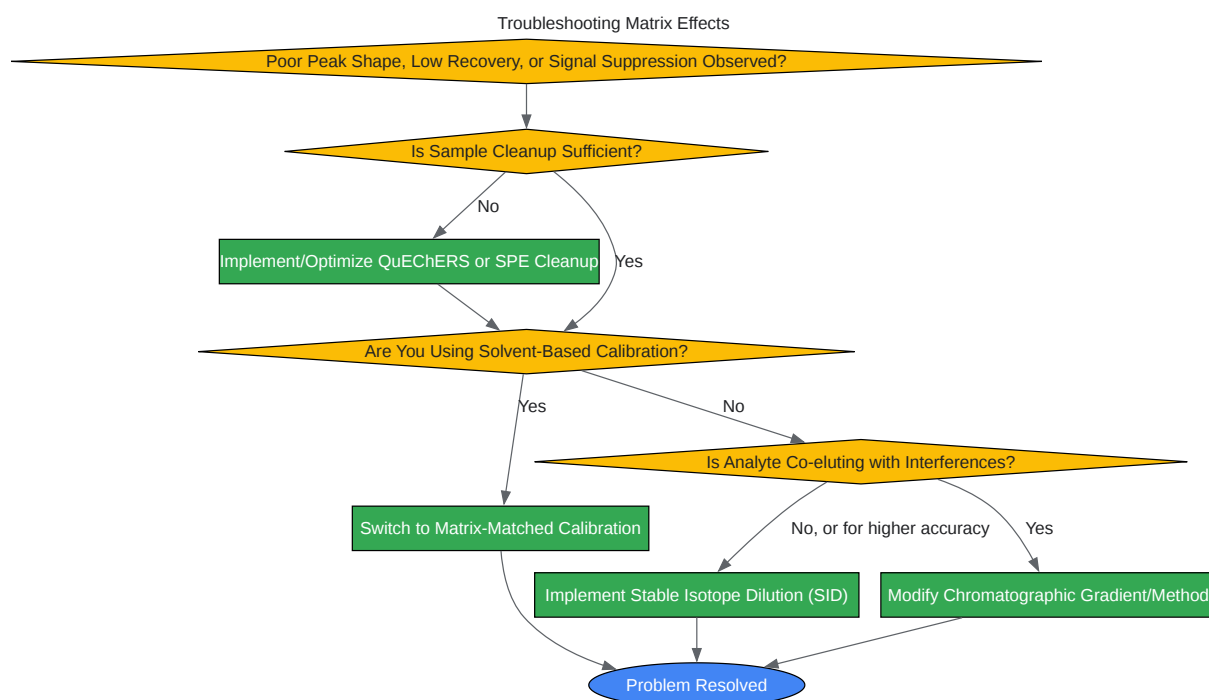 Troubleshooting Matrix Effects
Poor Peak Shape, Low Recovery, or Signal Suppression Observed?
Is Sample Cleanup Sufficient?
No
Implement/Optimize QuEChERS or SPE Cleanup
Yes
Are You Using Solvent-Based Calibration?
Yes
No
Is Analyte Co-eluting with Interferences?
Switch to Matrix-Matched Calibration
No, or for higher accuracy
Yes
Implement Stable Isotope Dilution (SID)
Modify Chromatographic Gradient/Method
Problem Resolved